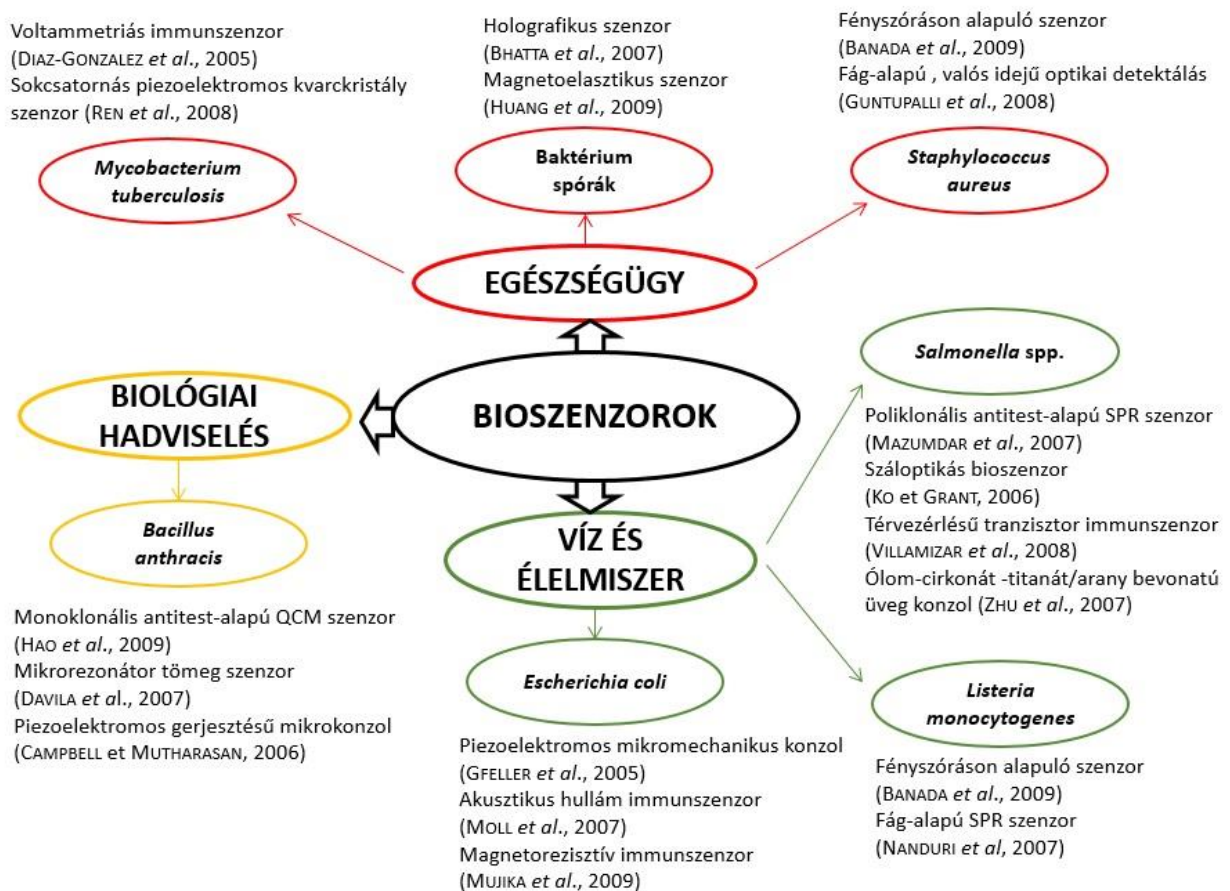 Voltammetriás immunszenzor
(DIAZ-GONZALEZ et al., 2005)
Sokcsatornás piezoelektromos kvarckristály
szenzor (REN et al., 2008)
Holografikus szenzor
(BHATTA et al., 2007)
Magnetoelasztikus szenzor
(HUANG et al., 2009)
Fényszóráson alapuló szenzor
(BANADA et al., 2009)
Fág-alapú , valós idejű optikai detektálás
(GUNTUPALLI et al., 2008)
Mycobacterium
tuberculosis
Baktérium
spórák
Staphylococcus
aureus
EGÉSZSÉGÜGY
BIOSZENZOROK
BIOLÓGIAI
HADVISELÉS
Bacillus
anthracis
Monoklonális antitest-alapú QCM szenzor
(HAO et al., 2009)
Mikrorezonátor tömeg szenzor
(DAVILA et al., 2007)
Piezoelektromos gerjesztésű mikrokonzol
(CAMPBELL et MUTHARASAN, 2006)
VÍZ ÉS
ÉLELMISZER
Escherichia coli
Piezoelektromos mikromechanikus konzol
(GFELLER et al., 2005)
Akusztikus hullám immunszenzor
(MOLL et al., 2007)
Magnetorezisztív immunszenzor
(MUJIKA et al., 2009)
Salmonella spp.
Poliklonális antitest-alapú SPR szenzor
(MAZUMDAR et al., 2007)
Száloptikás bioszenzor
(KO et GRANT, 2006)
Térvezérlésű tranzisztor immunszenzor
(VILLAMIZAR et al., 2008)
Ólom-cirkonát -titanát/arany bevonatú
üveg konzol (ZHU et al., 2007)
Listeria
monocytogenes
Fényszóráson alapuló szenzor
(BANADA et al., 2009)
Fág-alapú SPR szenzor
(NANDURI et al, 2007)